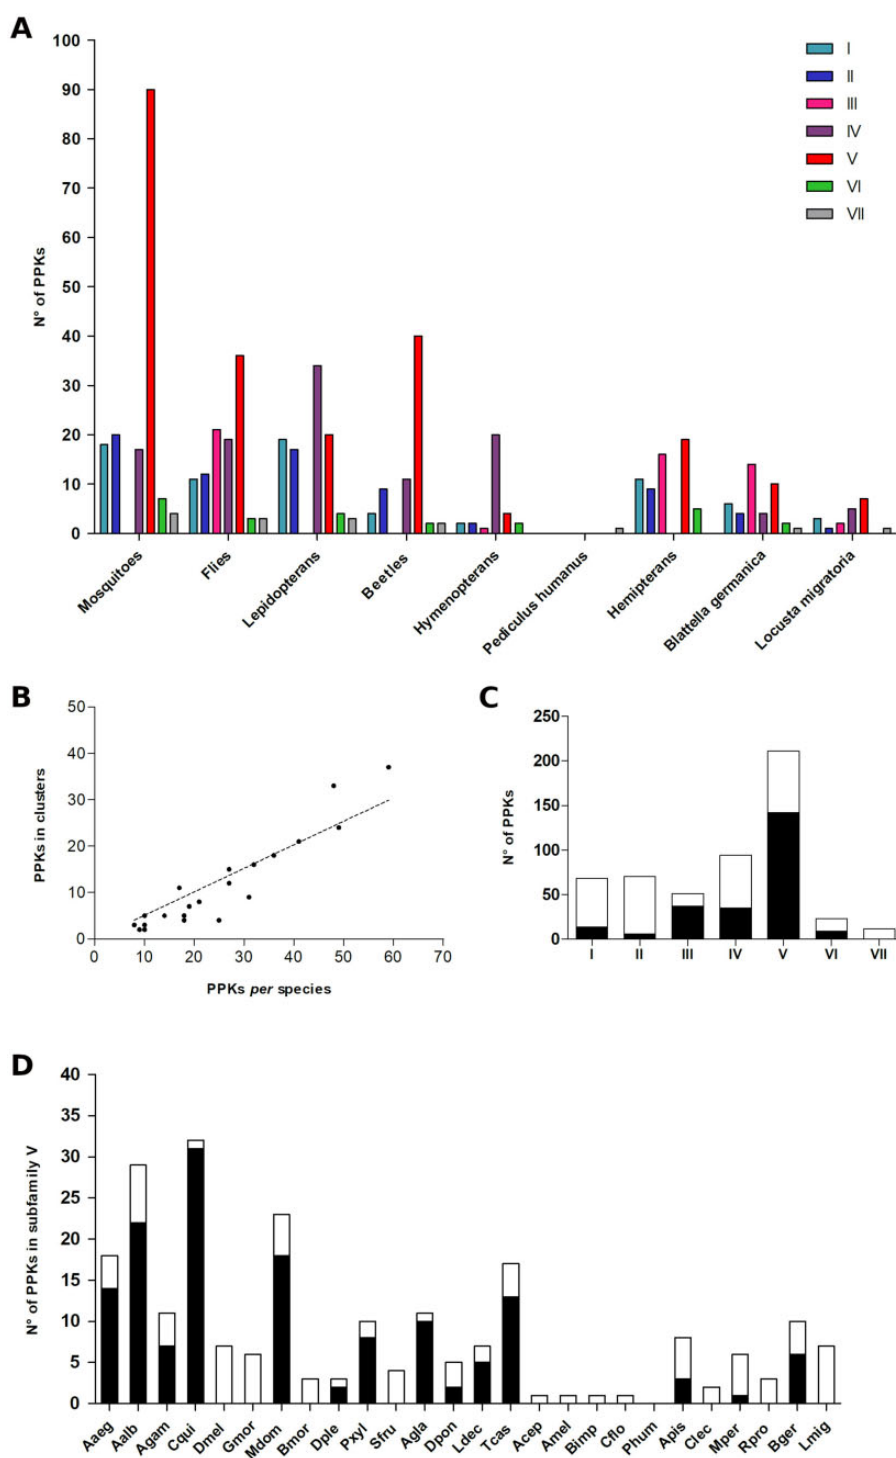 A
100
90
80
70
60
50
40
30
20
10
0
N° of PPKs
I
II
III
IV
V
VI
VII
Mosquitoes
Flies
Lepidopterans
Beetles
Hymenopterans
Pediculus humanus
Hemipterans
Blattella germanica
Locusta migratoria
B
50
40
30
20
10
0
PPKs in clusters
0 10 20 30 40 50 60 70
PPKs per species
C
250
200
150
100
50
0
N° of PPKs
I II III IV V VI VII
D
40
35
30
25
20
15
10
5
0
N° of PPKs in subfamily V
Aaeg
Aalb
Agam
Cqui
Dmel
Gmor
Mdom
Bmor
Dple
Pxyl
Sfru
Agla
Dpon
Ldec
Tcas
Acep
Amel
Bimp
Cflo
Phum
Apis
Clec
Mper
Rpro
Bger
Lmig